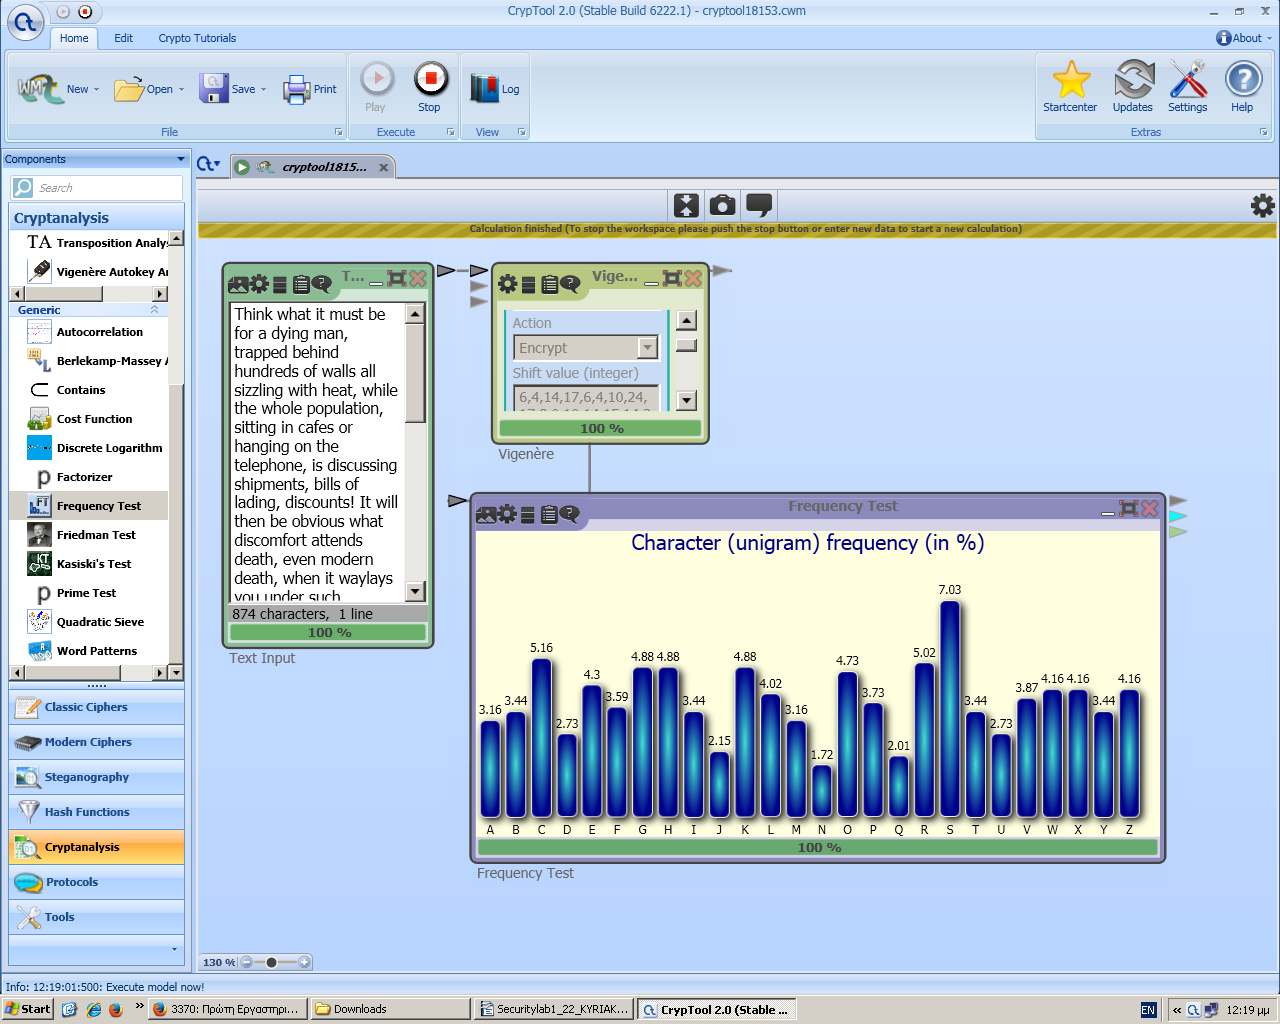 CrypTool 2.0 (Stable Build 6222.1) - cryptool18153.cwm
Home
Edit
Crypto Tutorials
About
New
Open
Save
Print
Play
Stop
Log
Startcenter
Updates
Settings
Help
File
Execute
View
Extras
Components
cryptool1815...
Search
Cryptanalysis
TA Transposition Analy
Vigenère Autokey A
Generic
Autocorrelation
Berlekamp-Massey A
Contains
Cost Function
Discrete Logarithm
Factorizer
Frequency Test
Friedman Test
KT Kasiski's Test
Prime Test
Quadratic Sieve
Word Patterns
Classic Ciphers
Modern Ciphers
Steganography
Hash Functions
Cryptanalysis
Protocols
Tools
Calculation finished (To stop the workspace please push the stop button or enter new data to start a new calculation)
T...
Think what it must be
for a dying man,
trapped behind
hundreds of walls all
sizzling with heat, while
the whole population,
sitting in cafes or
hanging on the
telephone, is discussing
shipments, bills of
lading, discounts! It will
then be obvious what
discomfort attends
death, even modern
death, when it waylays
you under such
874 characters, 1 line
100 %
Text Input
Vige...
Action
Encrypt
Shift value (integer)
6,4,14,17,6,4,10,24,
100 %
Vigenère
Frequency Test
Character (unigram) frequency (in %)
3.16 3.44 5.16 2.73 4.3 3.59 4.88 4.88 3.44 2.15 4.88 4.02 3.16 1.72 4.73 3.73 2.01 5.02 7.03 3.44 2.73 3.87 4.16 4.16 3.44 4.16
A B C D E F G H I J K L M N O P Q R S T U V W X Y Z
100 %
Frequency Test
130 %
Info: 12:19:01:500: Execute model now!
Start
3370: Πρώτη Εργαστηρι...
Downloads
Securitylab1_22_KYRIAK...
CrypTool 2.0 (Stable ...
EN
12:19 μμ